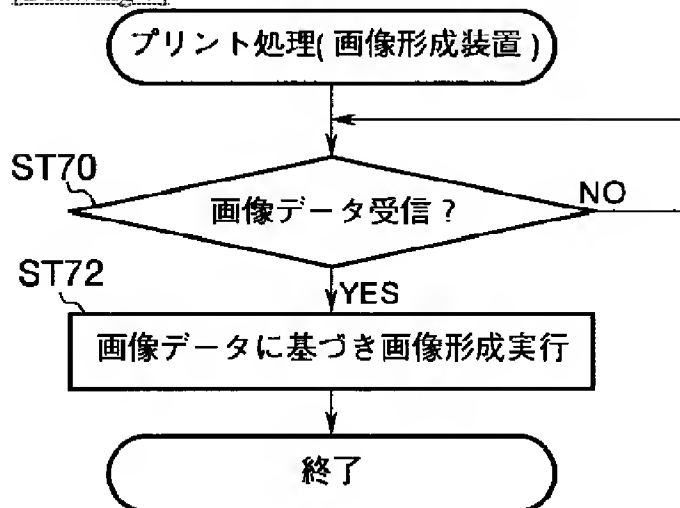 プリント処理(画像形成装置)
ST70
画像データ受信?
NO
ST72
YES
画像データに基づき画像形成実行
終了